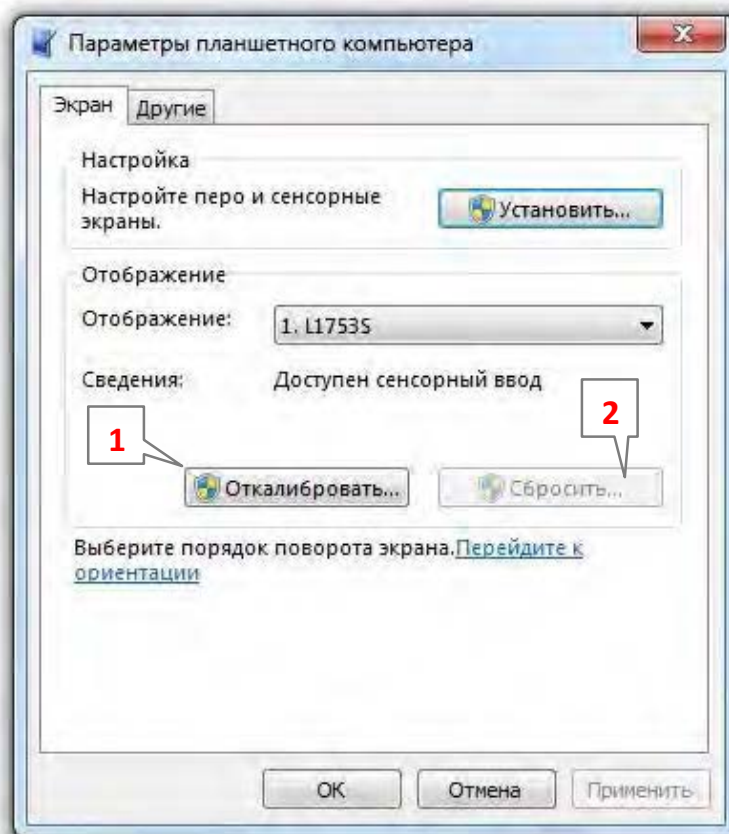 Параметры планшетного компьютера
Экран
Другие
Настройка
Настройте перо и сенсорные
экраны.
Установить...
Отображение
Отображение:
1. L1753S
Сведения:
Доступен сенсорный ввод
1
2
Откалибровать...
Сбросить...
Выберите порядок поворота экрана.Перейдите к
ориентации
ОК
Отмена
Применить